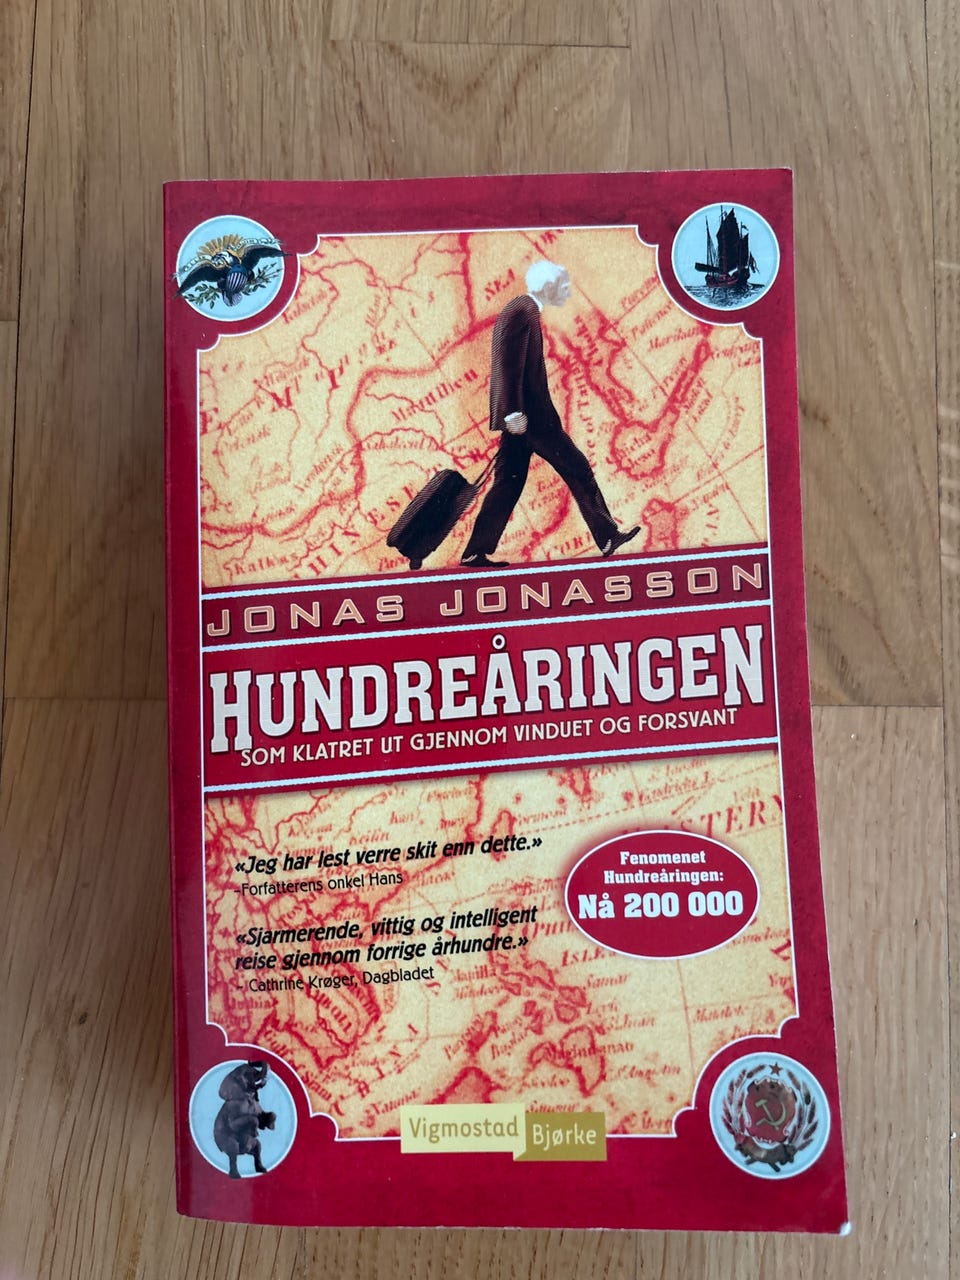 JONAS JONASSON
HUNDREÅRINGEN
SOM KLATRET UT GJENNOM VINDUET OG FORSVANT
«Jeg har lest verre skit enn dette.»
–Forfatterens onkel Hans
«Sjarmerende, vittig og intelligent
reise gjennom forrige århundre.»
– Cathrine Krøger, Dagbladet
Fenomenet
Hundreåringen:
Nå 200 000
Vigmostad
Bjørke